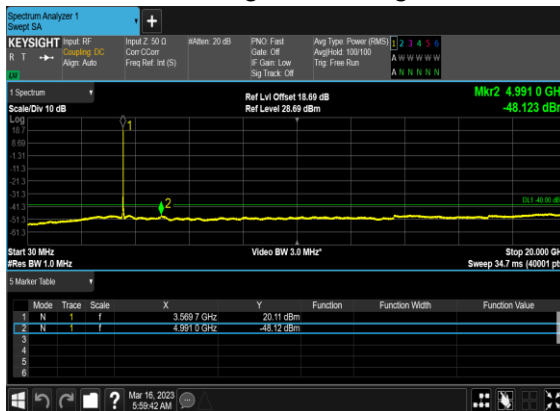 Spectrum Analyzer 1
Swept SA
+
KEYSIGHT Input: RF Input Z: 50 Ω #Atten: 20 dB PNO: Fast Avg Type: Power (RMS) 1 2 3 4 5 6
R T Coupling: DC Corr CCorr Gate: Off Avg|Hold: 100/100 A W W W W W
Align: Auto Freq Ref: Int (S) IF Gain: Low Trig: Free Run A N N N N N
Sig Track: Off
1 Spectrum Ref Lvl Offset 18.69 dB Mkr2 4.991 0 GH
Scale/Div 10 dB Ref Level 28.69 dBm -48.123 dBr
Log
18.7
8.69
-1.31
-11.3
-21.3
-31.3
-41.3
-51.3
-61.3
1
2
DL1 -40.00 dB
Start 30 MHz Video BW 3.0 MHz* Stop 20.000 GH
#Res BW 1.0 MHz Sweep 34.7 ms (40001 pt
5 Marker Table
Mode Trace Scale X Y Function Function Width Function Value
1 N 1 f 3.569 7 GHz 20.11 dBm
2 N 1 f 4.991 0 GHz -48.12 dBm
3
4
5
6
? Mar 16, 2023
5:59:42 AM